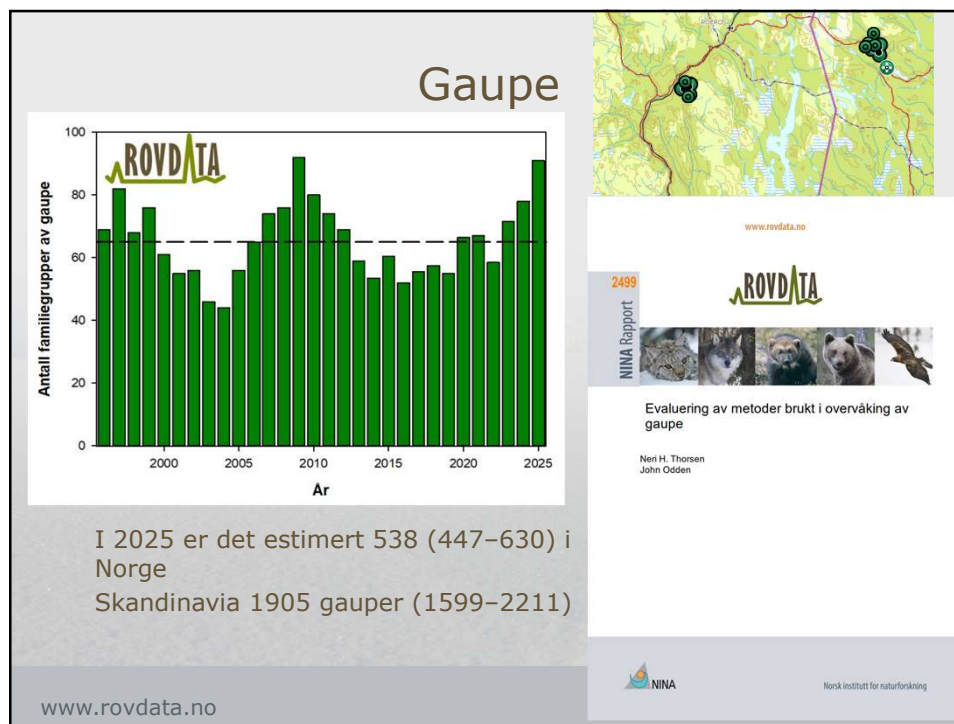 Gaupe
ROVDATA
Antall familiegrupper av gaupe
100
80
60
40
20
0
2000
2005
2010
2015
2020
2025
År
I 2025 er det estimert 538 (447–630) i
Norge
Skandinavia 1905 gauper (1599–2211)
www.rovdata.no
www.rovdata.no
2499
ROVDATA
NINA Rapport
Evaluering av metoder brukt i overvåking av
gaupe
Neri H. Thorsen
John Odden
NINA
Norsk institutt for naturforskning